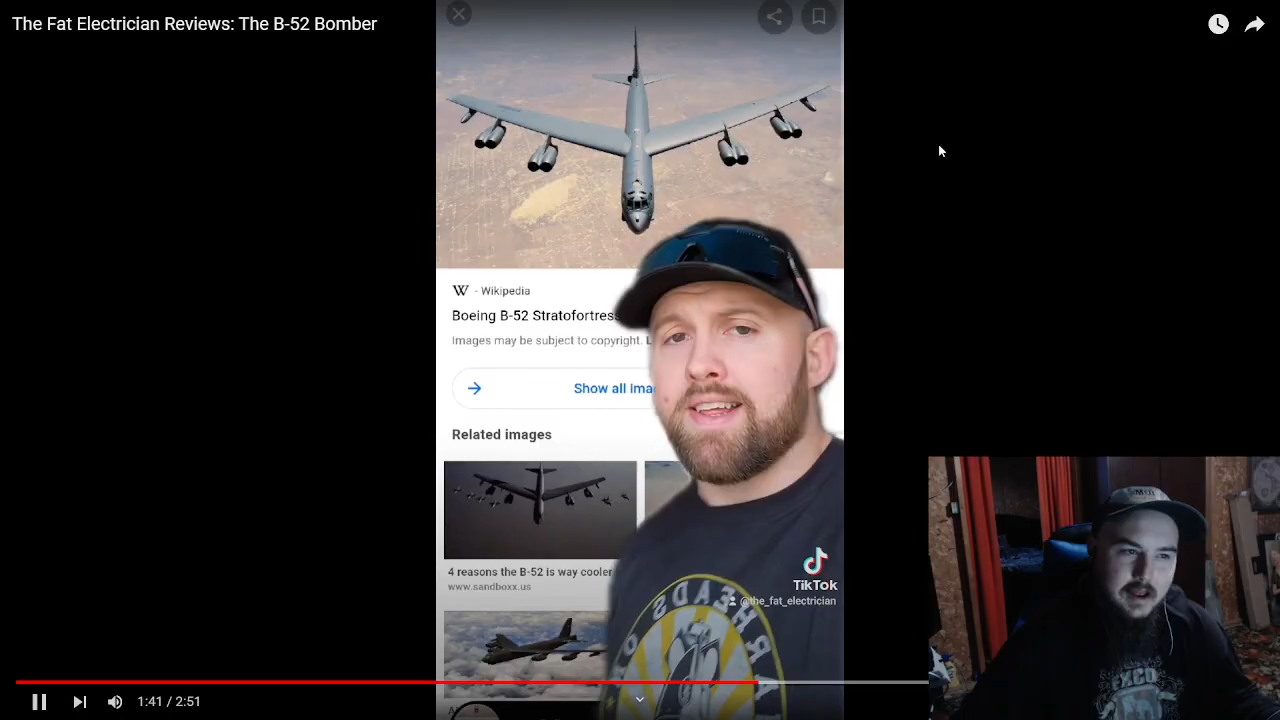 The Fat Electrician Reviews: The B-52 Bomber
W - Wikipedia
Boeing B-52 Stratofortress
Images may be subject to copyright.
Show all
Related images
4 reasons the B-52 is way cooler
www.sandboxx.us
TikTok
@the_fat_electrician
1:41 / 2:51